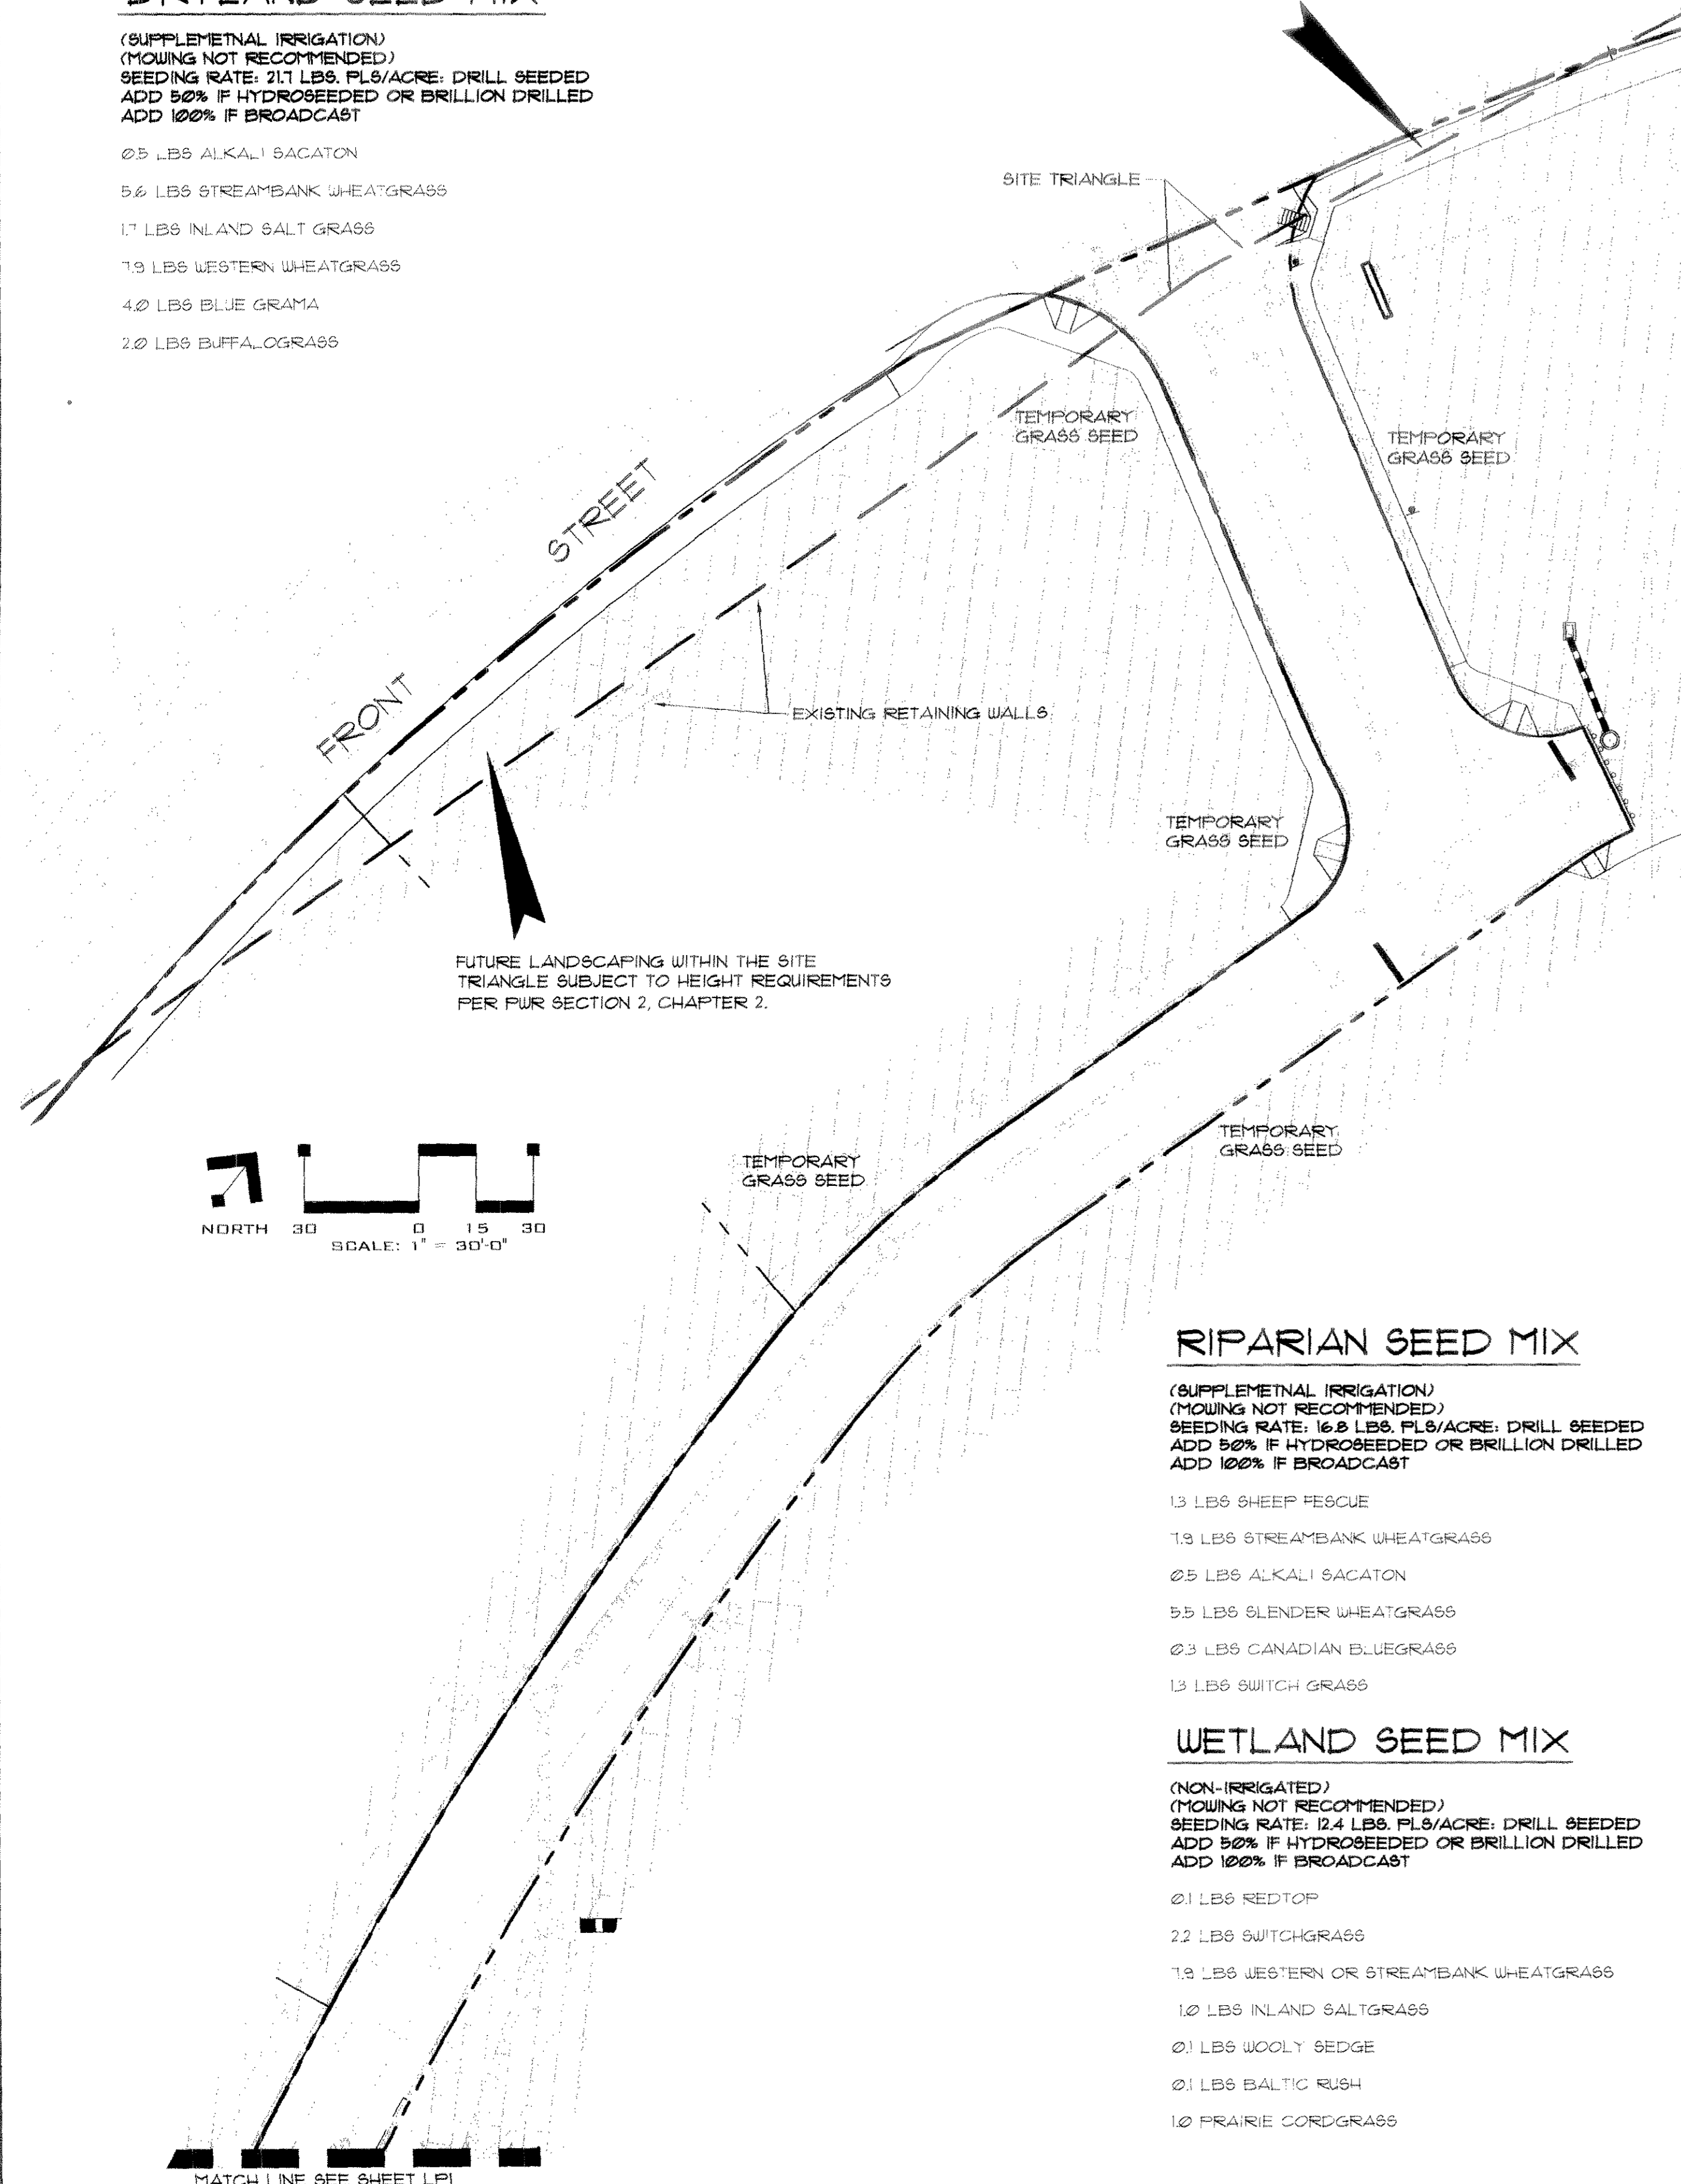 DRYLAND SEED MIX
(SUPPLEMETNAL IRRIGATION)
(MOWING NOT RECOMMENDED)
SEEDING RATE: 21.7 LBS. PLS/ACRE: DRILL SEEDED
ADD 50% IF HYDROSEEDED OR BRILLION DRILLED
ADD 100% IF BROADCAST
0.5 LBS ALKALI SACATON
5.6 LBS STREAMBANK WHEATGRASS
1.7 LBS INLAND SALT GRASS
7.9 LBS WESTERN WHEATGRASS
4.0 LBS BLUE GRAMA
2.0 LBS BUFFALOGRASS
SITE TRIANGLE
TEMPORARY
GRASS SEED
TEMPORARY
GRASS SEED
FRONT STREET
EXISTING RETAINING WALLS
TEMPORARY
GRASS SEED
FUTURE LANDSCAPING WITHIN THE SITE
TRIANGLE SUBJECT TO HEIGHT REQUIREMENTS
PER PWR SECTION 2, CHAPTER 2.
TEMPORARY
GRASS SEED
TEMPORARY
GRASS SEED
NORTH 30 0 15 30
SCALE: 1" = 30'-0"
RIPARIAN SEED MIX
(SUPPLEMETNAL IRRIGATION)
(MOWING NOT RECOMMENDED)
SEEDING RATE: 16.8 LBS. PLS/ACRE: DRILL SEEDED
ADD 50% IF HYDROSEEDED OR BRILLION DRILLED
ADD 100% IF BROADCAST
1.3 LBS SHEEP FESCUE
7.9 LBS STREAMBANK WHEATGRASS
0.5 LBS ALKALI SACATON
5.5 LBS SLENDER WHEATGRASS
0.3 LBS CANADIAN BLUEGRASS
1.3 LBS SWITCH GRASS
WETLAND SEED MIX
(NON-IRRIGATED)
(MOWING NOT RECOMMENDED)
SEEDING RATE: 12.4 LBS. PLS/ACRE: DRILL SEEDED
ADD 50% IF HYDROSEEDED OR BRILLION DRILLED
ADD 100% IF BROADCAST
0.1 LBS REDTOP
2.2 LBS SWITCHGRASS
7.9 LBS WESTERN OR STREAMBANK WHEATGRASS
1.0 LBS INLAND SALTGRASS
0.1 LBS WOOLY SEDGE
0.1 LBS BALTIC RUSH
1.0 PRAIRIE CORDGRASS
MATCH LINE SEE SHEET LP1